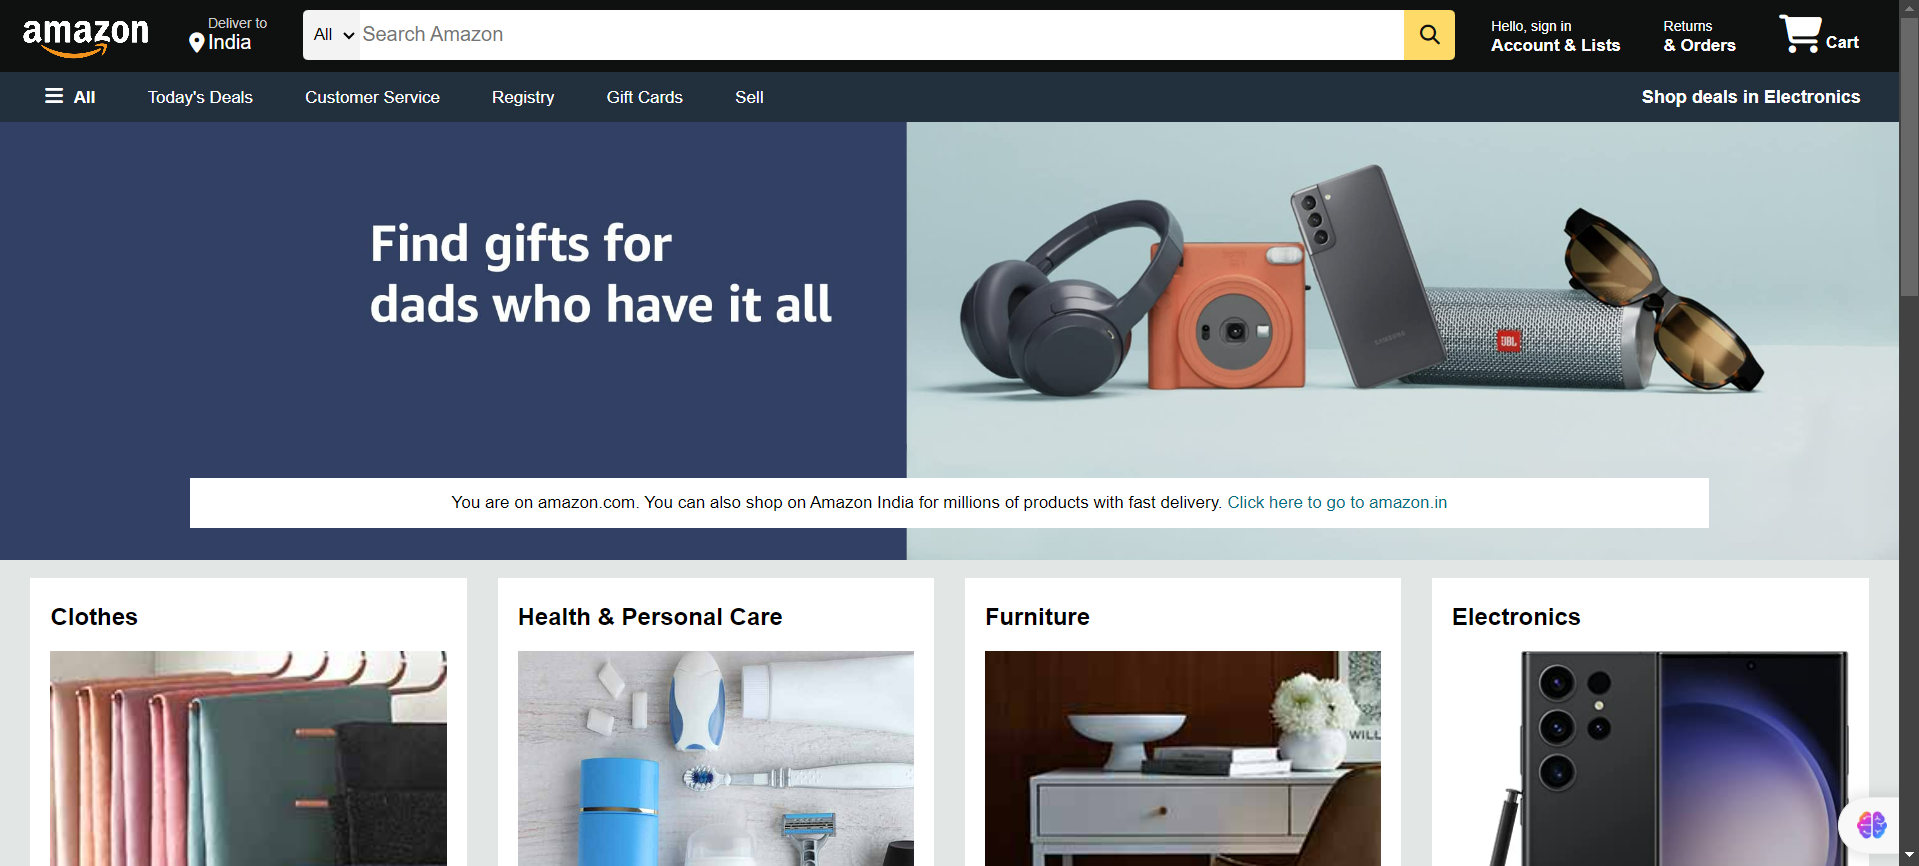 amazon
Deliver to
India
All
Search Amazon
Hello, sign in
Account & Lists
Returns
& Orders
Cart
All
Today's Deals
Customer Service
Registry
Gift Cards
Sell
Shop deals in Electronics
Find gifts for
dads who have it all
SAMSUNG
JBL
You are on amazon.com. You can also shop on Amazon India for millions of products with fast delivery. Click here to go to amazon.in
Clothes
Health & Personal Care
Furniture
Electronics
WILL